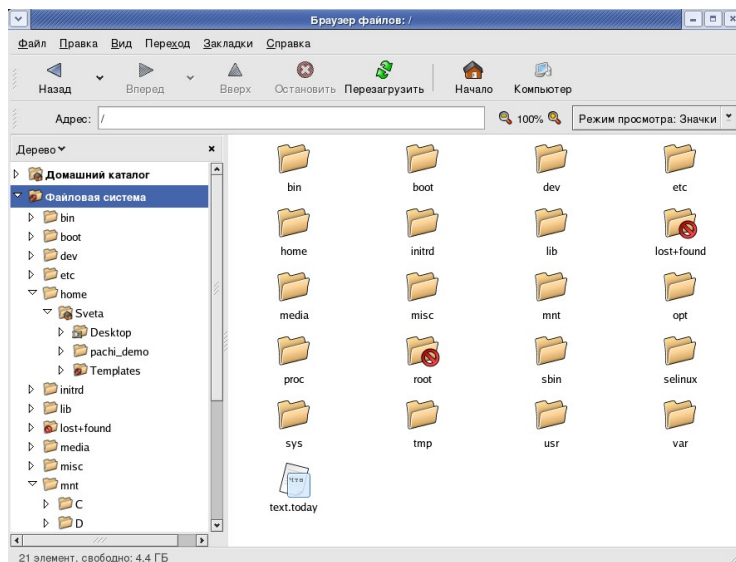 Браузер файлов: /
Файл Правка Вид Переход Закладки Справка
Назад Вперед Вверх Остановить Перезагрузить Начало Компьютер
Адрес: / 100% Режим просмотра: Значки
Дерево
Домашний каталог
Файловая система
bin
boot
dev
etc
home
Sveta
Desktop
pachi_demo
Templates
initrd
lib
lost+found
media
misc
mnt
C
D
bin boot dev etc
home initrd lib lost+found
media misc mnt opt
proc root sbin selinux
sys tmp usr var
Что
text.today
21 элемент, свободно: 4,4 ГБ